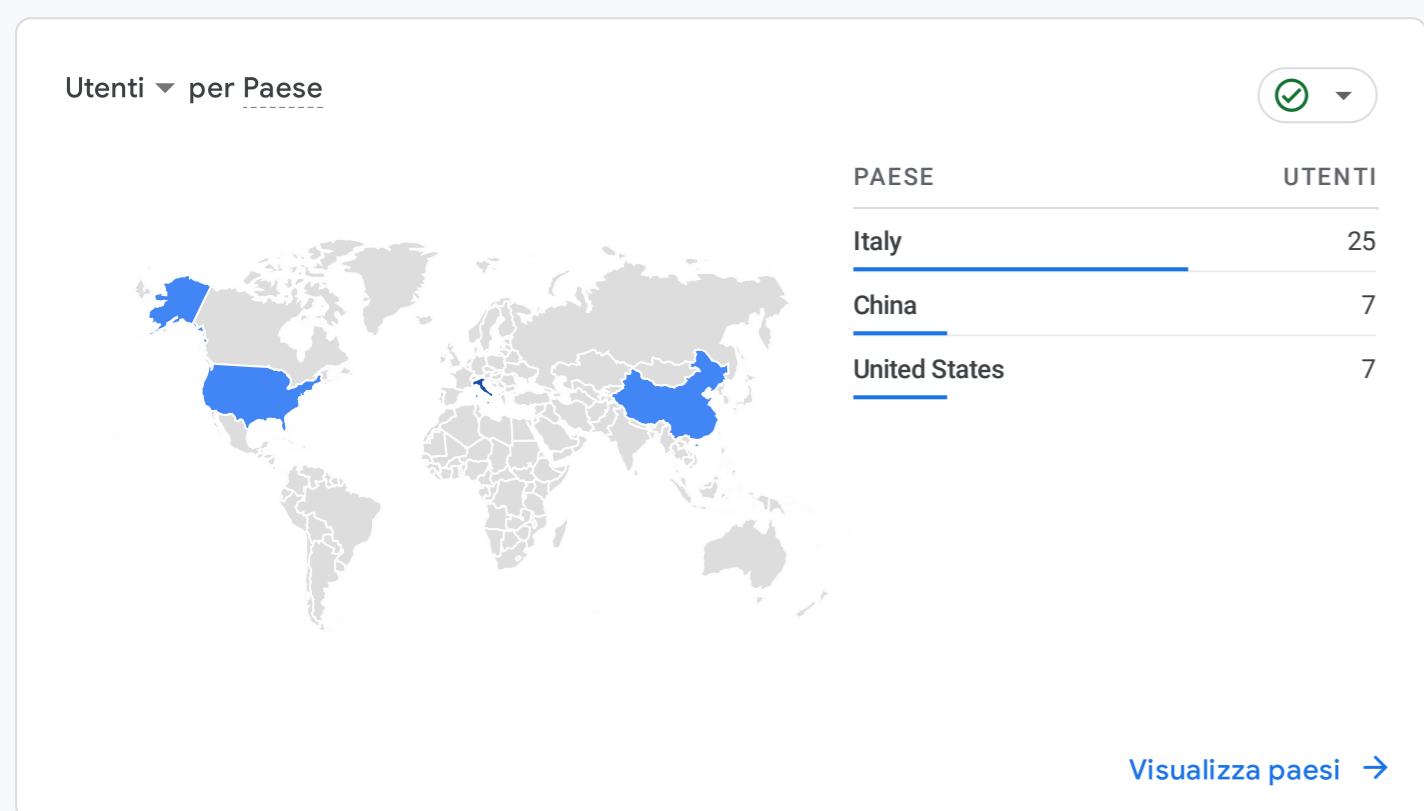 Utenti per Paese
PAESE UTENTI
Italy 25
China 7
United States 7
Visualizza paesi